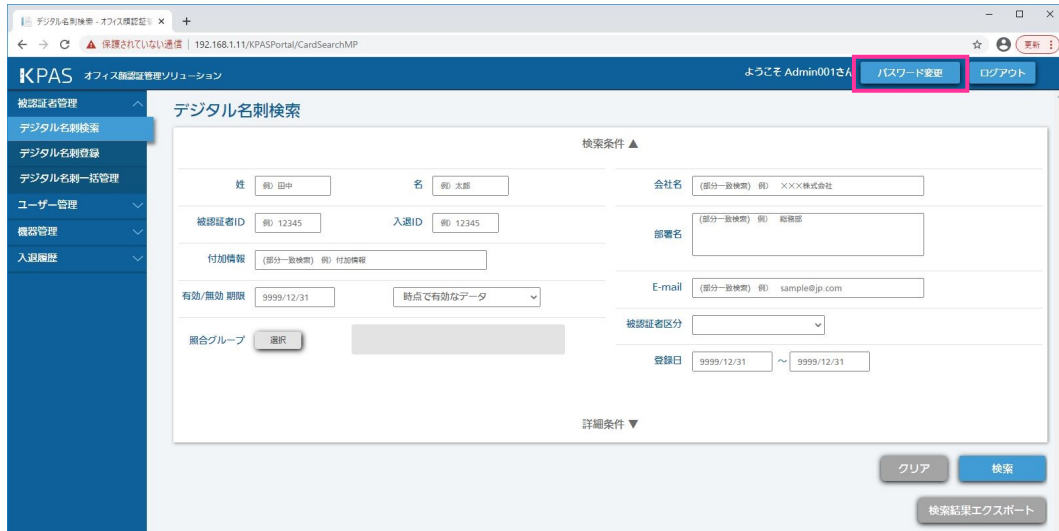 デジタル名刺検索 - オフィス顔認証管
保護されていない通信 | 192.168.1.11/KPASPortal/CardSearchMP
更新
KPAS オフィス顔認証管理ソリューション
ようこそ Admin001さん
パスワード変更
ログアウト
被認証者管理
デジタル名刺検索
デジタル名刺登録
デジタル名刺一括管理
ユーザー管理
機器管理
入退履歴
デジタル名刺検索
検索条件 ▲
姓 例) 田中
名 例) 太郎
会社名 (部分一致検索) 例) ×××株式会社
被認証者ID 例) 12345
入退ID 例) 12345
部署名 (部分一致検索) 例) 総務部
付加情報 (部分一致検索) 例) 付加情報
E-mail (部分一致検索) 例) sample@jp.com
有効/無効 期限 9999/12/31 時点で有効なデータ
被認証者区分
照合グループ 選択
登録日 9999/12/31 ~ 9999/12/31
詳細条件 ▼
クリア
検索
検索結果エクスポート